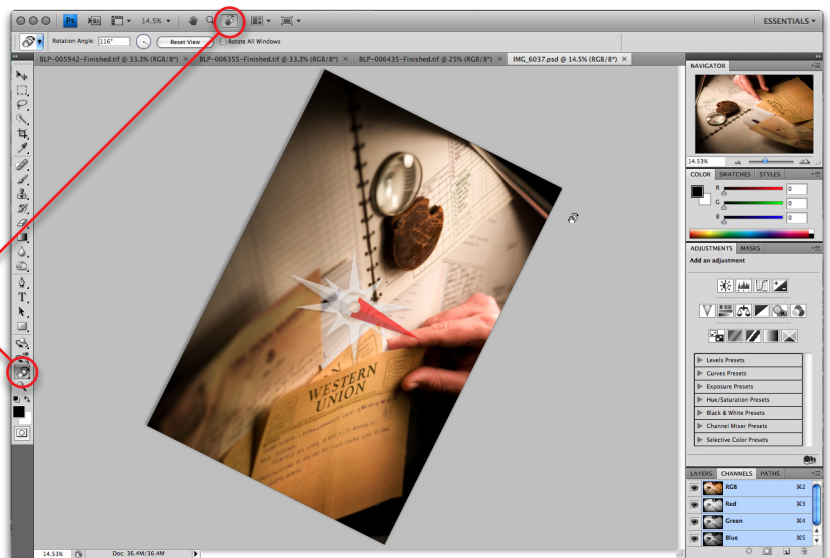 Ps
Br
14.5%
ESSENTIALS
Rotation Angle: 116°
Reset View
Rotate All Windows
BLP-005942-Finished.tif @ 33.3% (RGB/8*) ×
BLP-006355-Finished.tif @ 33.3% (RGB/8*) ×
BLP-006435-Finished.tif @ 25% (RGB/8*) ×
IMG_6037.psd @ 14.5% (RGB/8*) ×
NAVIGATOR
14.53%
COLOR SWATCHES STYLES
R 0
G 0
B 0
ADJUSTMENTS MASKS
Add an adjustment
Levels Presets
Curves Presets
Exposure Presets
Hue/Saturation Presets
Black & White Presets
Channel Mixer Presets
Selective Color Presets
LAYERS CHANNELS PATHS
RGB ⌘2
Red ⌘3
Green ⌘4
Blue ⌘5
T
WESTERN
UNION
14.53%
Doc: 36.4M/36.4M